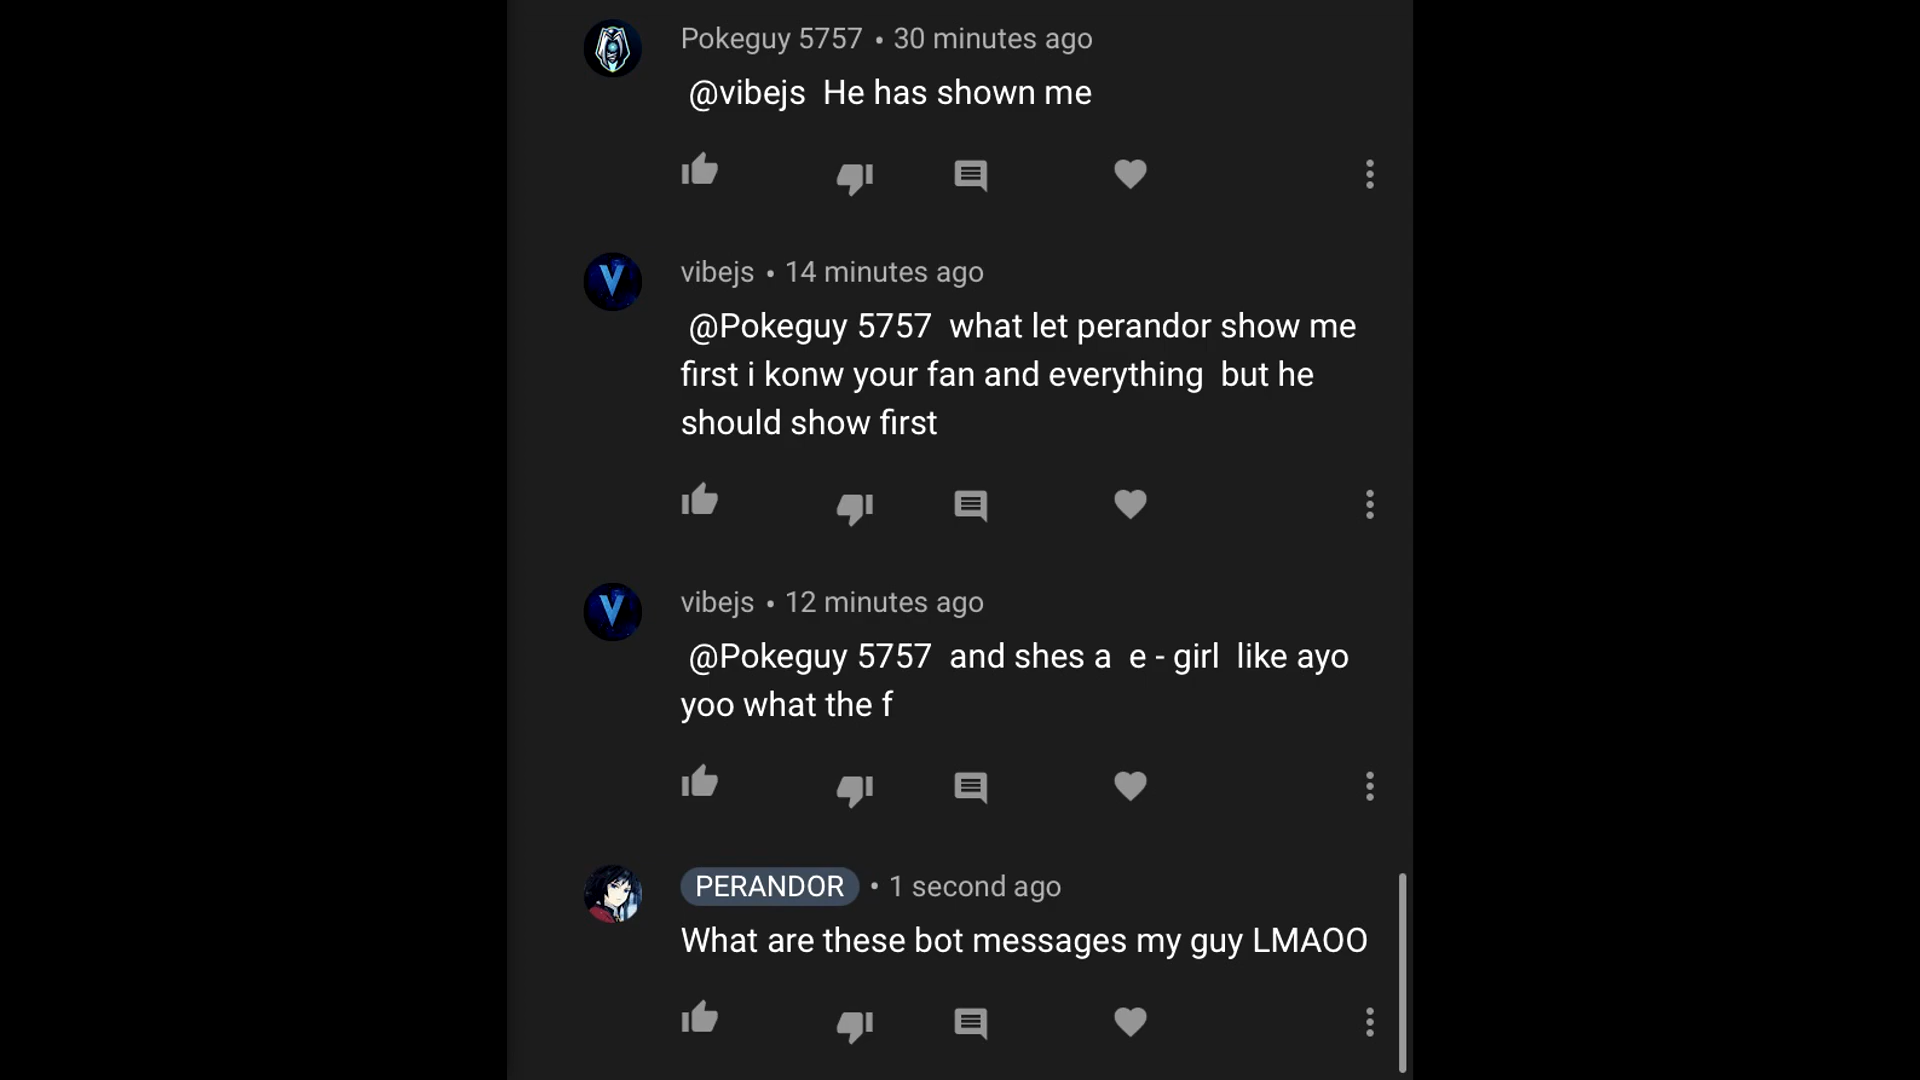 Pokeguy 5757 • 30 minutes ago
@vibejs He has shown me
V
vibejs • 14 minutes ago
@Pokeguy 5757 what let perandor show me
first i konw your fan and everything but he
should show first
V
vibejs • 12 minutes ago
@Pokeguy 5757 and shes a e - girl like ayo
yoo what the f
PERANDOR • 1 second ago
What are these bot messages my guy LMAOO